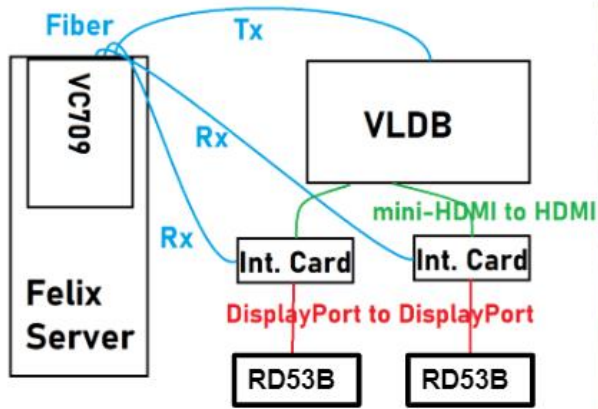 Fiber
Tx
VC709
VLDB
Rx
mini-HDMI to HDMI
Rx
Int. Card
Int. Card
Felix
Server
DisplayPort to DisplayPort
RD53B
RD53B